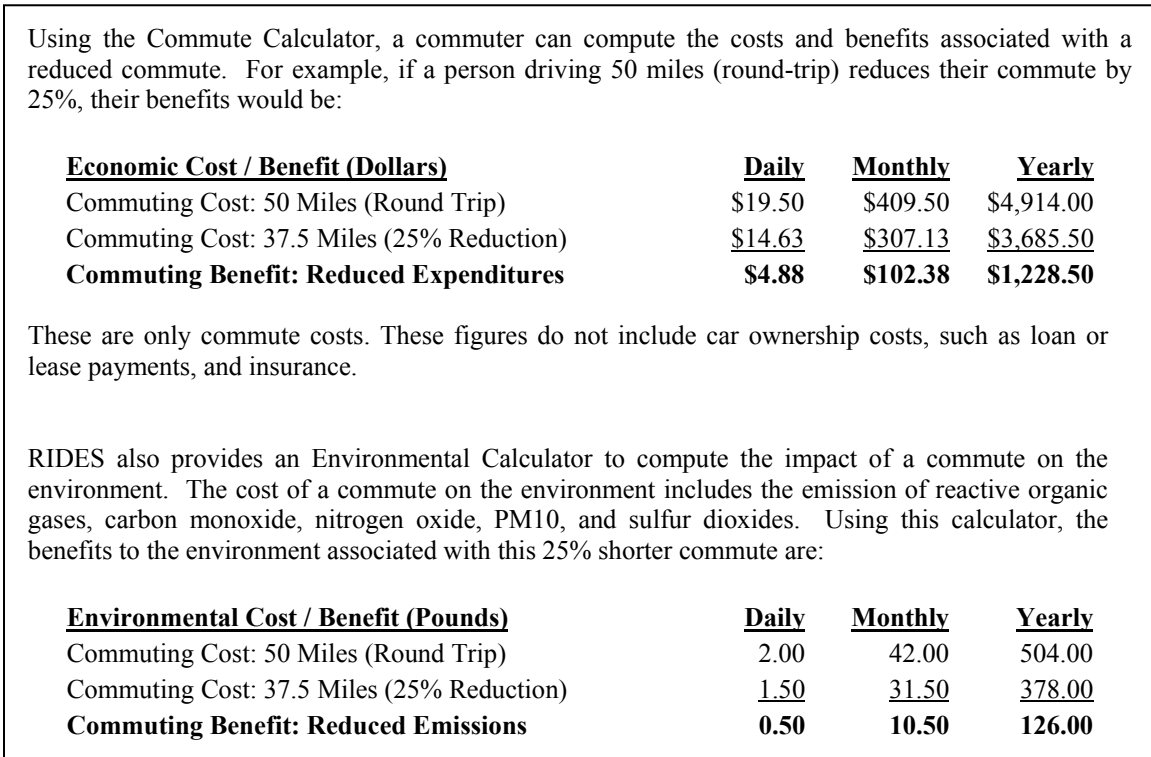 Using the Commute Calculator, a commuter can compute the costs and benefits associated with a
reduced commute. For example, if a person driving 50 miles (round-trip) reduces their commute by
25%, their benefits would be:
Economic Cost / Benefit (Dollars) Daily Monthly Yearly
Commuting Cost: 50 Miles (Round Trip) $19.50 $409.50 $4,914.00
Commuting Cost: 37.5 Miles (25% Reduction) $14.63 $307.13 $3,685.50
Commuting Benefit: Reduced Expenditures $4.88 $102.38 $1,228.50
These are only commute costs. These figures do not include car ownership costs, such as loan or
lease payments, and insurance.
RIDES also provides an Environmental Calculator to compute the impact of a commute on the
environment. The cost of a commute on the environment includes the emission of reactive organic
gases, carbon monoxide, nitrogen oxide, PM10, and sulfur dioxides. Using this calculator, the
benefits to the environment associated with this 25% shorter commute are:
Environmental Cost / Benefit (Pounds) Daily Monthly Yearly
Commuting Cost: 50 Miles (Round Trip) 2.00 42.00 504.00
Commuting Cost: 37.5 Miles (25% Reduction) 1.50 31.50 378.00
Commuting Benefit: Reduced Emissions 0.50 10.50 126.00